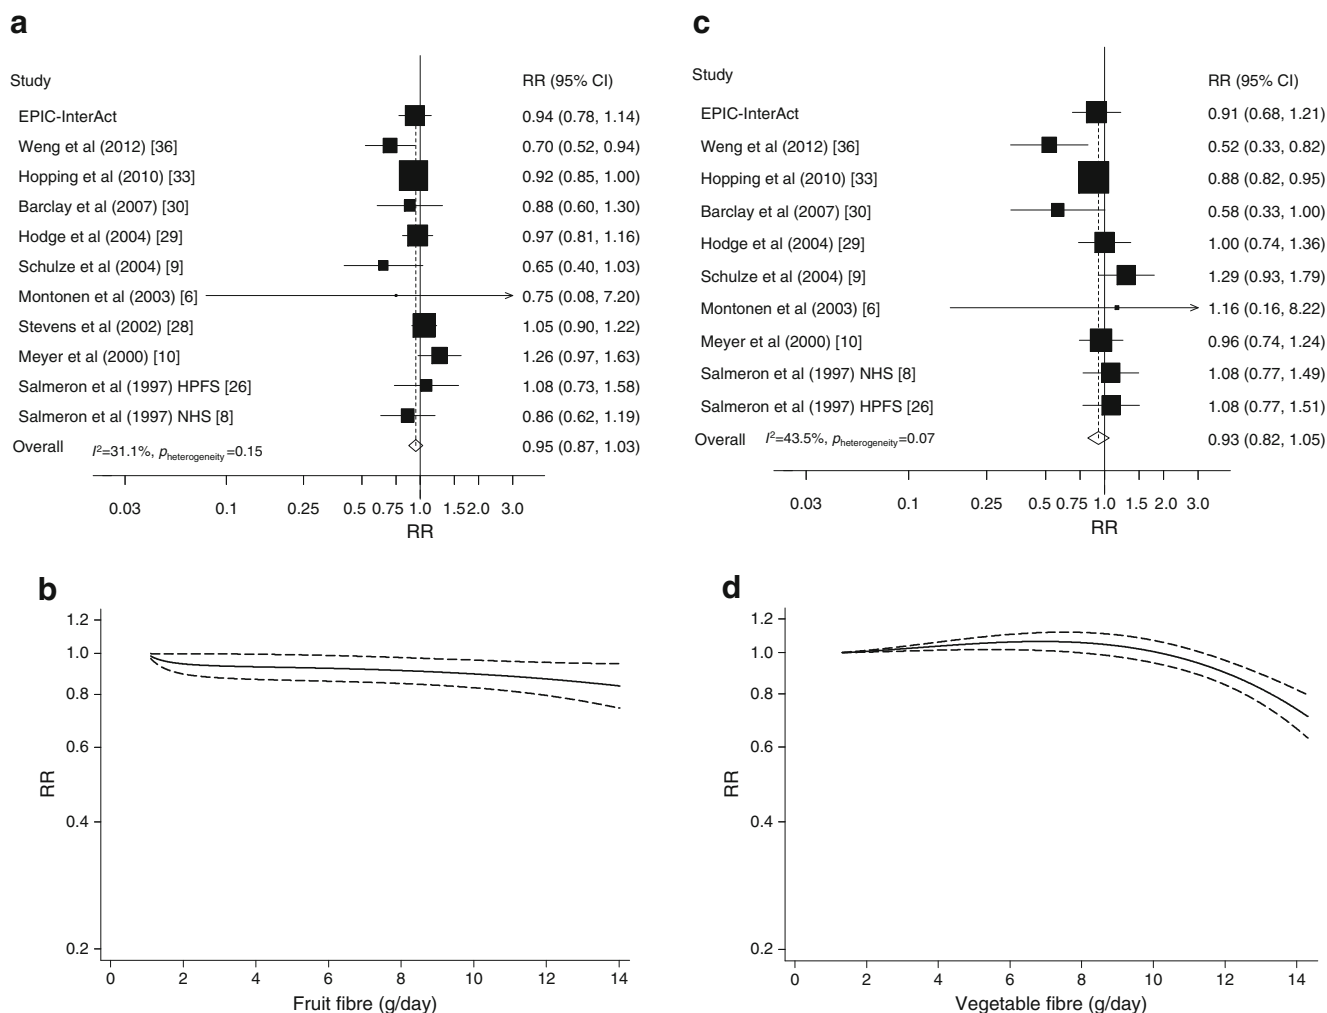 a
Study RR (95% CI)
EPIC-InterAct 0.94 (0.78, 1.14)
Weng et al (2012) [36] 0.70 (0.52, 0.94)
Hopping et al (2010) [33] 0.92 (0.85, 1.00)
Barclay et al (2007) [30] 0.88 (0.60, 1.30)
Hodge et al (2004) [29] 0.97 (0.81, 1.16)
Schulze et al (2004) [9] 0.65 (0.40, 1.03)
Montonen et al (2003) [6] 0.75 (0.08, 7.20)
Stevens et al (2002) [28] 1.05 (0.90, 1.22)
Meyer et al (2000) [10] 1.26 (0.97, 1.63)
Salmeron et al (1997) HPFS [26] 1.08 (0.73, 1.58)
Salmeron et al (1997) NHS [8] 0.86 (0.62, 1.19)
Overall I²=31.1%, pheterogeneity=0.15 0.95 (0.87, 1.03)
0.03 0.1 0.25 0.5 0.75 1.0 1.5 2.0 3.0
RR
c
Study RR (95% CI)
EPIC-InterAct 0.91 (0.68, 1.21)
Weng et al (2012) [36] 0.52 (0.33, 0.82)
Hopping et al (2010) [33] 0.88 (0.82, 0.95)
Barclay et al (2007) [30] 0.58 (0.33, 1.00)
Hodge et al (2004) [29] 1.00 (0.74, 1.36)
Schulze et al (2004) [9] 1.29 (0.93, 1.79)
Montonen et al (2003) [6] 1.16 (0.16, 8.22)
Meyer et al (2000) [10] 0.96 (0.74, 1.24)
Salmeron et al (1997) NHS [8] 1.08 (0.77, 1.49)
Salmeron et al (1997) HPFS [26] 1.08 (0.77, 1.51)
Overall I²=43.5%, pheterogeneity=0.07 0.93 (0.82, 1.05)
0.03 0.1 0.25 0.5 0.75 1.0 1.5 2.0 3.0
RR
b
1.2
1.0
0.8
0.6
0.4
0.2
RR
0 2 4 6 8 10 12 14
Fruit fibre (g/day)
d
1.2
1.0
0.8
0.6
0.4
0.2
RR
0 2 4 6 8 10 12 14
Vegetable fibre (g/day)